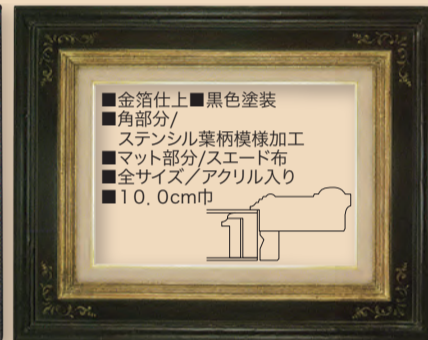 ■金箔仕上■黒色塗装
■角部分/
ステンシル葉柄模様加工
■マット部分/スエード布
■全サイズ／アクリル入り
■10.0cm巾